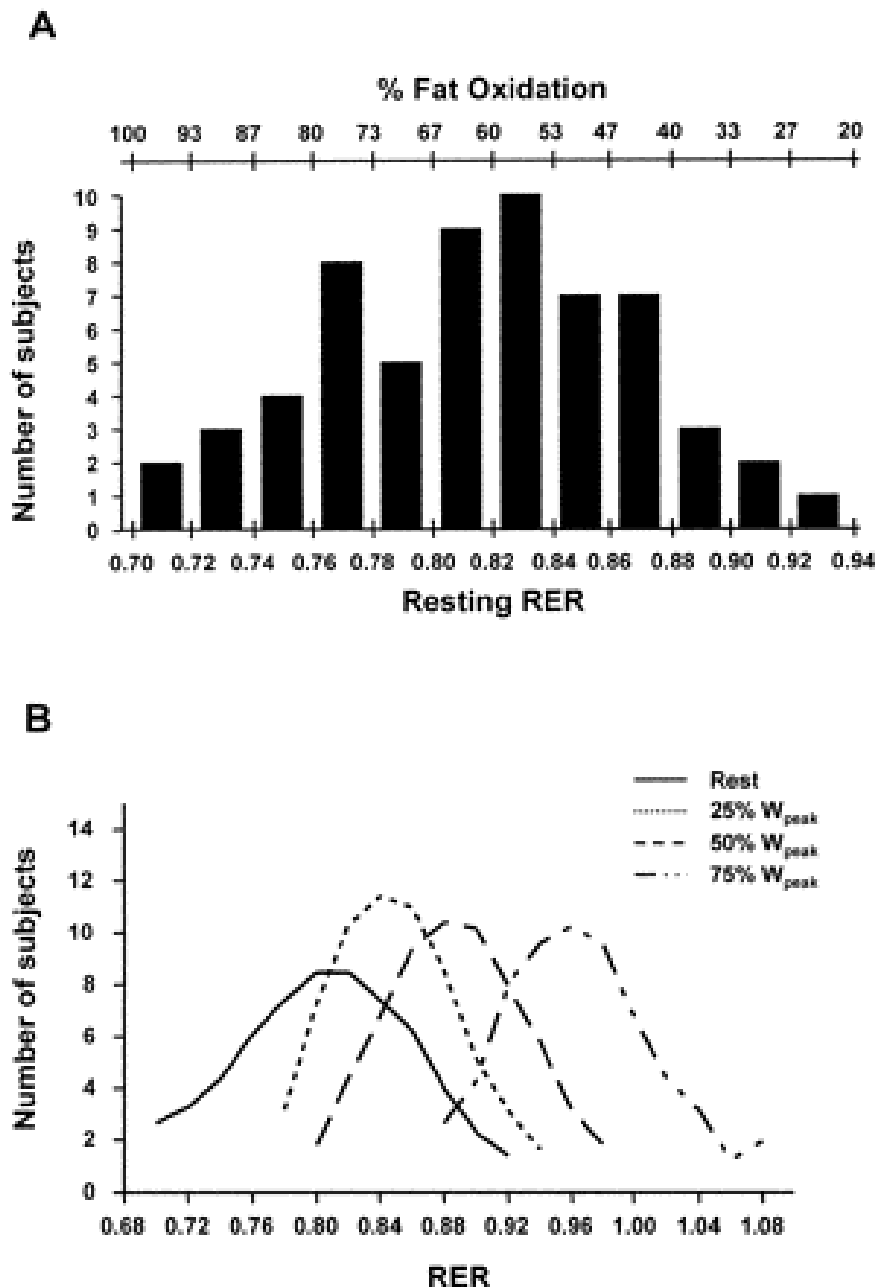 A
% Fat Oxidation
100 93 87 80 73 67 60 53 47 40 33 27 20
10
9
8
7
6
5
4
3
2
1
0
Number of subjects
0.70 0.72 0.74 0.76 0.78 0.80 0.82 0.84 0.86 0.88 0.90 0.92 0.94
Resting RER
B
Rest
25% Wpeak
50% Wpeak
75% Wpeak
14
12
10
8
6
4
2
0
Number of subjects
0.68 0.72 0.76 0.80 0.84 0.88 0.92 0.96 1.00 1.04 1.08
RER